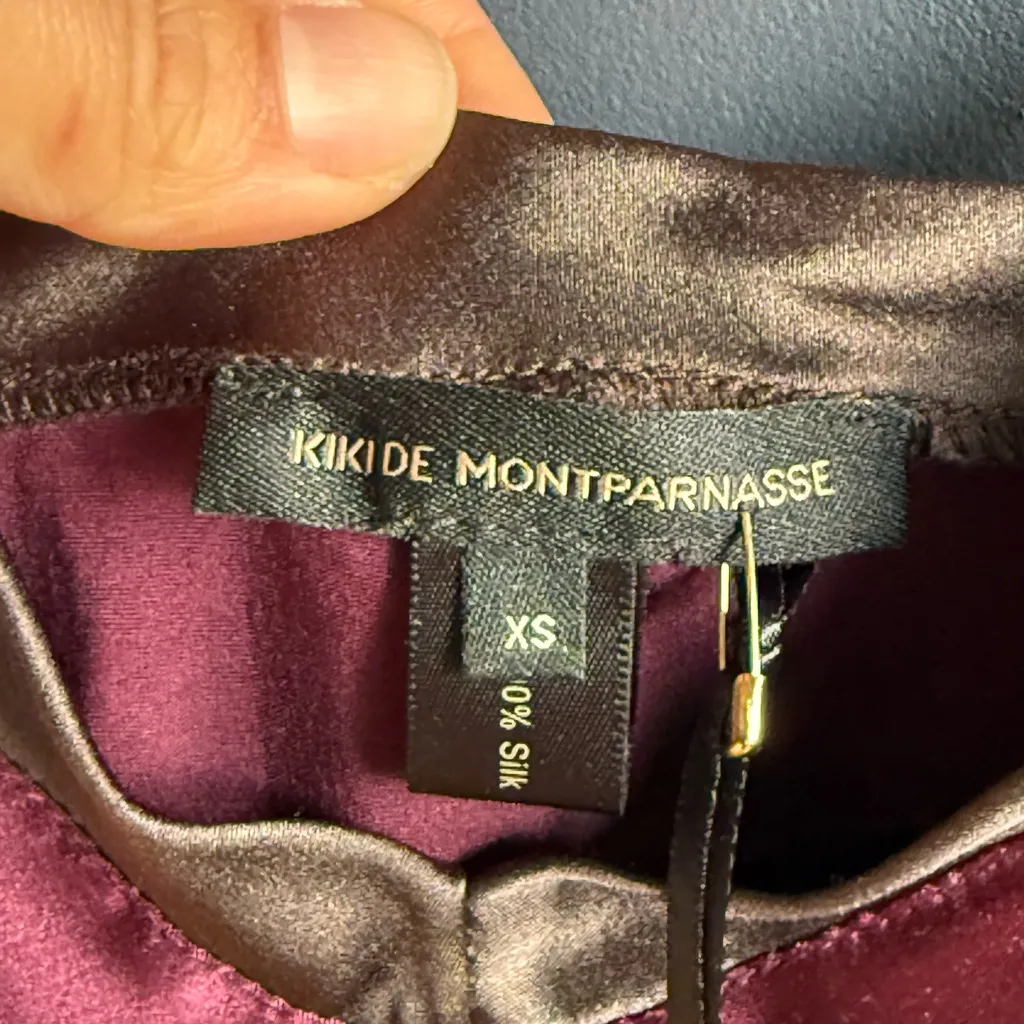 KIKI DE MONTPARNASSE
XS
0% Silk